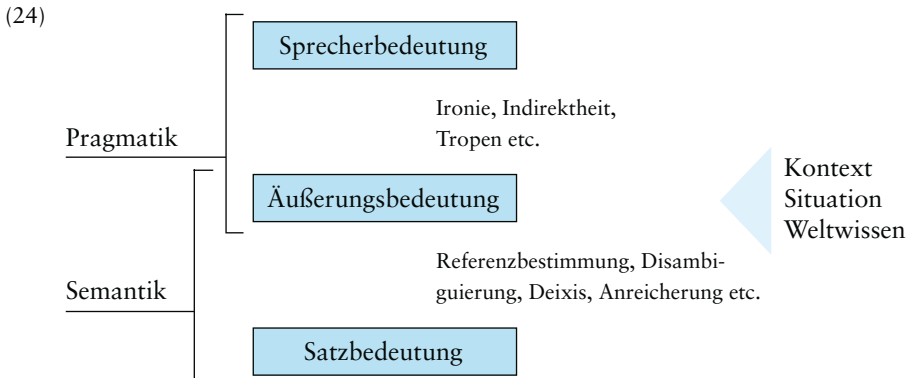 (24)
Sprecherbedeutung
Ironie, Indirektheit,
Tropen etc.
Pragmatik
Äußerungsbedeutung
Kontext
Situation
Weltwissen
Referenzbestimmung, Disambi-
guierung, Deixis, Anreicherung etc.
Semantik
Satzbedeutung